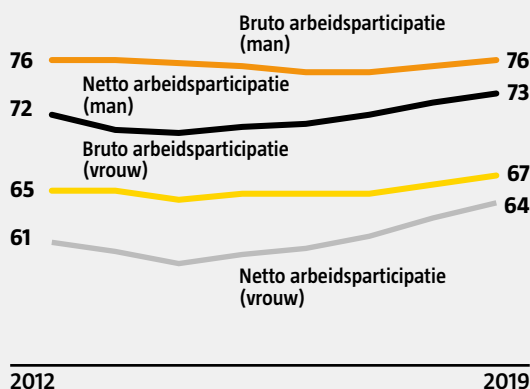 Bruto arbeidsparticipatie
(man)
76
76
Netto arbeidsparticipatie
(man)
72
73
Bruto arbeidsparticipatie
(vrouw)
65
67
61
64
Netto arbeidsparticipatie
(vrouw)
2012
2019